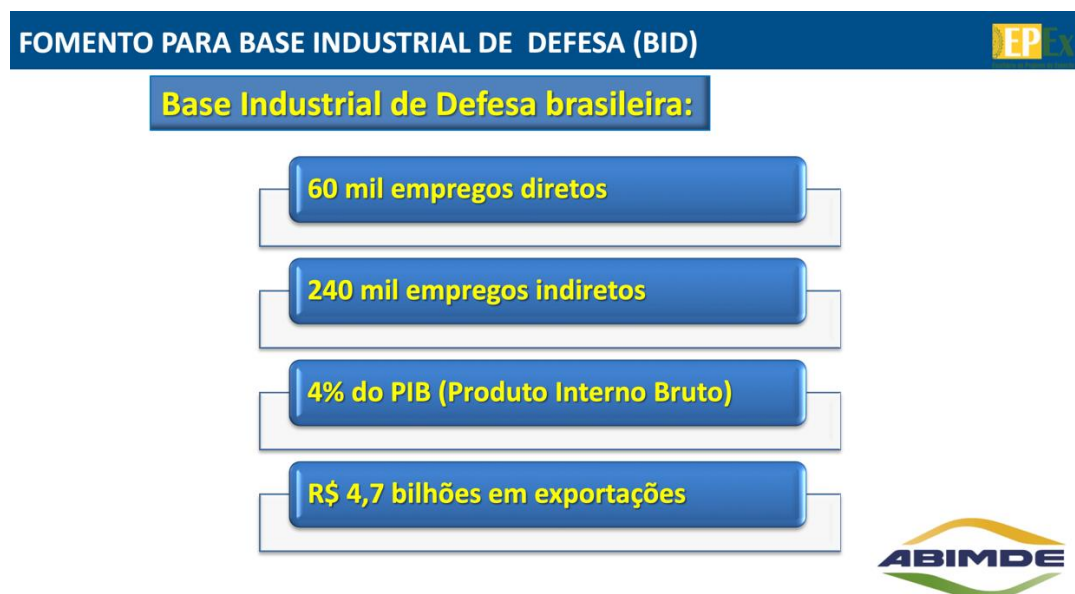 FOMENTO PARA BASE INDUSTRIAL DE DEFESA (BID)
EPEx
Base Industrial de Defesa brasileira:
60 mil empregos diretos
240 mil empregos indiretos
4% do PIB (Produto Interno Bruto)
R$ 4,7 bilhões em exportações
ABIMDE